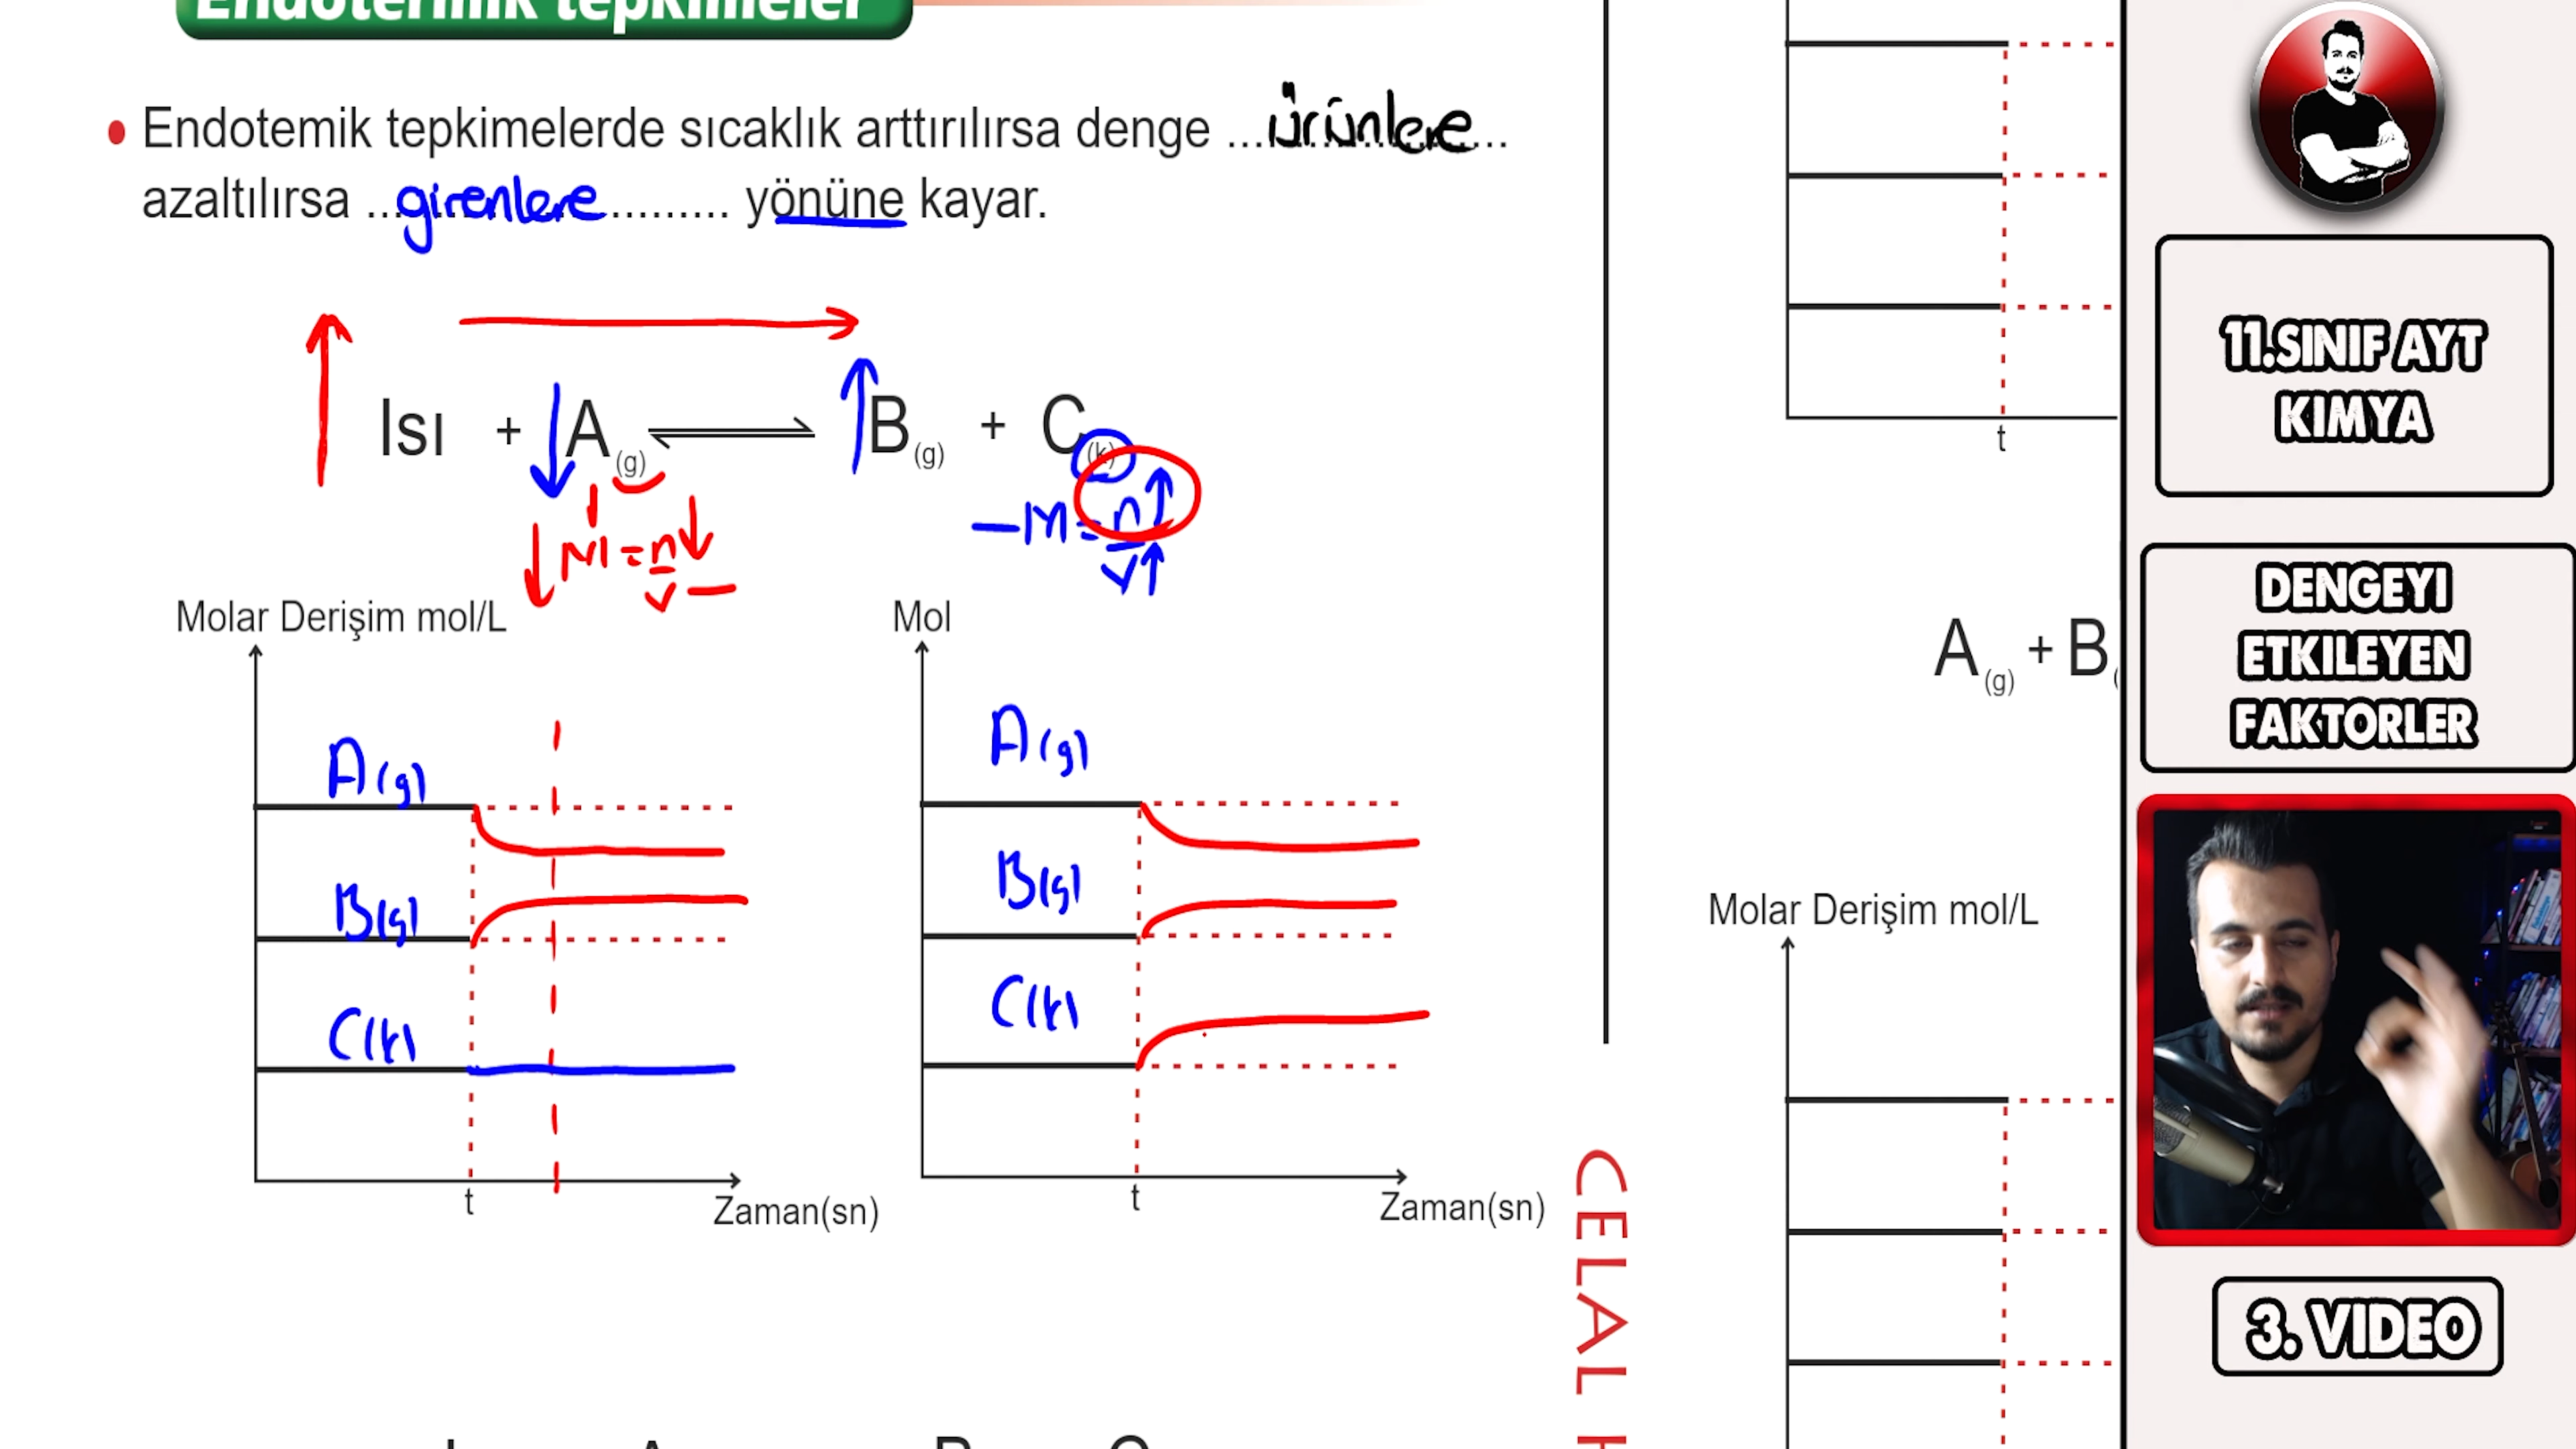 Endotermik tepkimeler
Endotemik tepkimelerde sıcaklık arttırılırsa denge ...ürünlere...
azaltılırsa ...girenlere... yönüne kayar.
Isı + A(g) ⇌ B(g) + C(k)
M = n/V
M = n/V
Molar Derişim mol/L
A(g)
B(g)
C(k)
t
Zaman(sn)
Mol
A(g)
B(g)
C(k)
t
Zaman(sn)
CELAL
t
A(g) + B
Molar Derişim mol/L
11.SINIF AYT
KIMYA
DENGEYI
ETKILEYEN
FAKTORLER
3. VIDEO